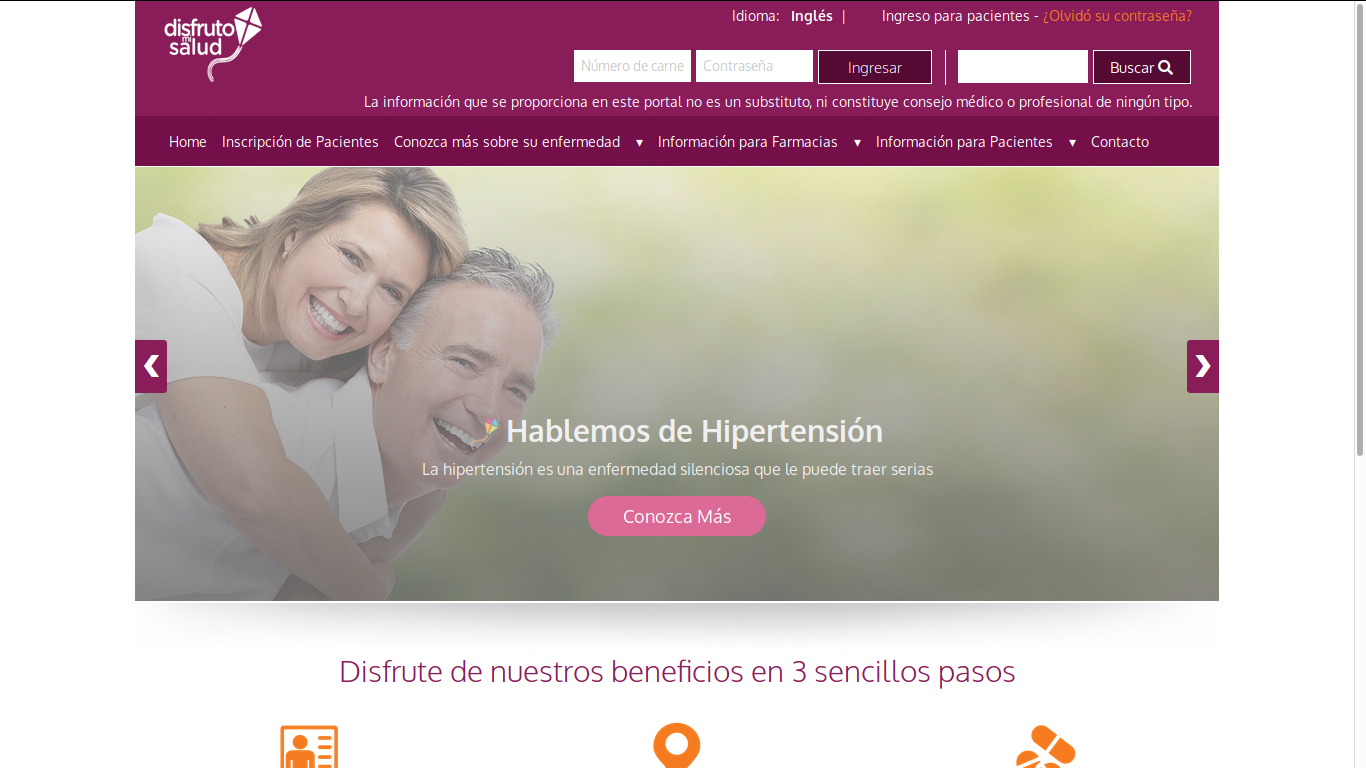 disfruto
mi
salud
Idioma: Inglés | Ingreso para pacientes - ¿Olvidó su contraseña?
Número de carne Contraseña Ingresar Buscar
La información que se proporciona en este portal no es un substituto, ni constituye consejo médico o profesional de ningún tipo.
Home Inscripción de Pacientes Conozca más sobre su enfermedad ▾ Información para Farmacias ▾ Información para Pacientes ▾ Contacto
Hablemos de Hipertensión
La hipertensión es una enfermedad silenciosa que le puede traer serias
Conozca Más
Disfrute de nuestros beneficios en 3 sencillos pasos